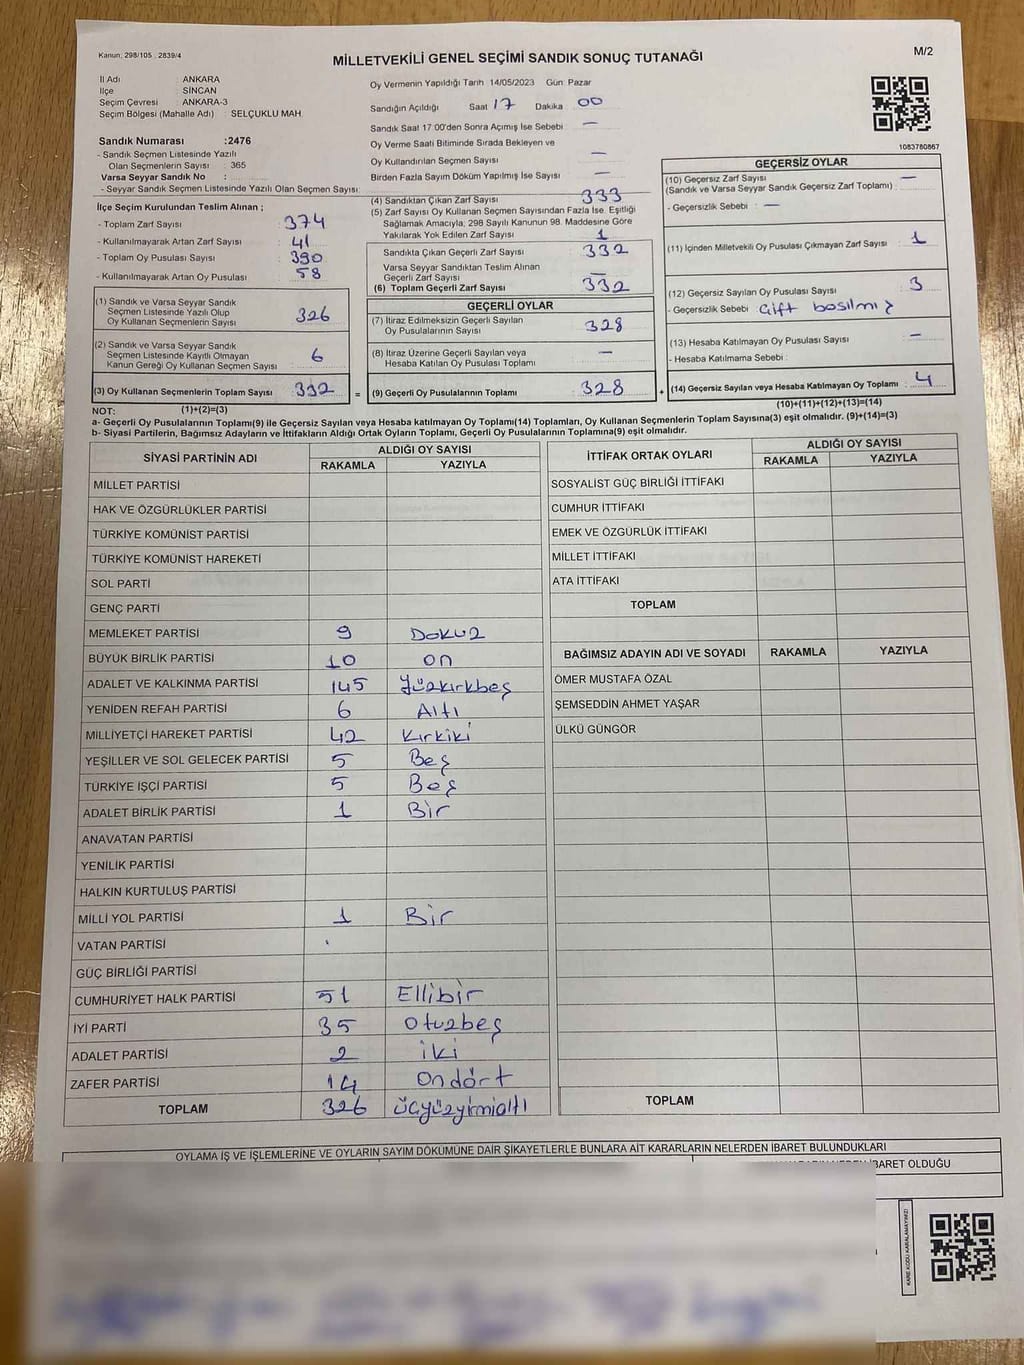 Kanun: 298/105 , 2839/4
MİLLETVEKİLİ GENEL SEÇİMİ SANDIK SONUÇ TUTANAĞI
M/2
İl Adı : ANKARA
İlçe : SİNCAN
Seçim Çevresi : ANKARA-3
Seçim Bölgesi (Mahalle Adı) : SELÇUKLU MAH.
Sandık Numarası :2476
- Sandık Seçmen Listesinde Yazılı
Olan Seçmenlerin Sayısı : 365
Varsa Seyyar Sandık No :
- Seyyar Sandık Seçmen Listesinde Yazılı Olan Seçmen Sayısı:
Oy Vermenin Yapıldığı Tarih 14/05/2023 Gün: Pazar
Sandığın Açıldığı Saat 17 Dakika 00
Sandık Saat 17:00'den Sonra Açımış İse Sebebi —
Oy Verme Saati Bitiminde Sırada Bekleyen ve
Oy Kullandırılan Seçmen Sayısı —
Birden Fazla Sayım Döküm Yapılmış İse Sayısı —
1083780867
İlçe Seçim Kurulundan Teslim Alınan ;
- Toplam Zarf Sayısı : 374
- Kullanılmayarak Artan Zarf Sayısı : 41
- Toplam Oy Pusulası Sayısı : 390
- Kullanılmayarak Artan Oy Pusulası : 58
(1) Sandık ve Varsa Seyyar Sandık
Seçmen Listesinde Yazılı Olup
Oy Kullanan Seçmenlerin Sayısı : 326
(2) Sandık ve Varsa Seyyar Sandık
Seçmen Listesinde Kayıtlı Olmayan
Kanun Gereği Oy Kullanan Seçmen Sayısı : 6
(3) Oy Kullanan Seçmenlerin Toplam Sayısı : 332 =
(4) Sandıktan Çıkan Zarf Sayısı : 333
(5) Zarf Sayısı Oy Kullanan Seçmen Sayısından Fazla İse, Eşitliği
Sağlamak Amacıyla, 298 Sayılı Kanunun 98. Maddesine Göre
Yakılarak Yok Edilen Zarf Sayısı : 1
Sandıkta Çıkan Geçerli Zarf Sayısı : 332
Varsa Seyyar Sandıktan Teslim Alınan
Geçerli Zarf Sayısı : —
(6) Toplam Geçerli Zarf Sayısı : 332
GEÇERLİ OYLAR
(7) İtiraz Edilmeksizin Geçerli Sayılan
Oy Pusulalarının Sayısı : 328
(8) İtiraz Üzerine Geçerli Sayılan veya
Hesaba Katılan Oy Pusulası Toplamı : —
(9) Geçerli Oy Pusulalarının Toplamı : 328 +
GEÇERSİZ OYLAR
(10) Geçersiz Zarf Sayısı
(Sandık ve Varsa Seyyar Sandık Geçersiz Zarf Toplamı) :
- Geçersizlik Sebebi : —
(11) İçinden Milletvekili Oy Pusulası Çıkmayan Zarf Sayısı : 1
(12) Geçersiz Sayılan Oy Pusulası Sayısı : 3
- Geçersizlik Sebebi Çift basılmış
(13) Hesaba Katılmayan Oy Pusulası Sayısı : —
- Hesaba Katılmama Sebebi :
(14) Geçersiz Sayılan veya Hesaba Katılmayan Oy Toplamı : 4
NOT: (1)+(2)=(3)
(10)+(11)+(12)+(13)=(14)
a- Geçerli Oy Pusulalarının Toplamı(9) ile Geçersiz Sayılan veya Hesaba katılmayan Oy Toplamı(14) Toplamları, Oy Kullanan Seçmenlerin Toplam Sayısına(3) eşit olmalıdır. (9)+(14)=(3)
b- Siyasi Partilerin, Bağımsız Adayların ve İttifakların Aldığı Ortak Oyların Toplamı, Geçerli Oy Pusulalarının Toplamına(9) eşit olmalıdır.
SİYASİ PARTİNİN ADI ALDIĞI OY SAYISI
RAKAMLA YAZIYLA
MİLLET PARTİSİ
HAK VE ÖZGÜRLÜKLER PARTİSİ
TÜRKİYE KOMÜNİST PARTİSİ
TÜRKİYE KOMÜNİST HAREKETİ
SOL PARTİ
GENÇ PARTİ
MEMLEKET PARTİSİ 9 Dokuz
BÜYÜK BİRLİK PARTİSİ 10 on
ADALET VE KALKINMA PARTİSİ 145 Yüzkırkbeş
YENİDEN REFAH PARTİSİ 6 Altı
MİLLİYETÇİ HAREKET PARTİSİ 42 Kırkiki
YEŞİLLER VE SOL GELECEK PARTİSİ 5 Beş
TÜRKİYE İŞÇİ PARTİSİ 5 Beş
ADALET BİRLİK PARTİSİ 1 Bir
ANAVATAN PARTİSİ
YENİLİK PARTİSİ
HALKIN KURTULUŞ PARTİSİ
MİLLİ YOL PARTİSİ 1 Bir
VATAN PARTİSİ
GÜÇ BİRLİĞİ PARTİSİ
CUMHURİYET HALK PARTİSİ 51 Ellibir
İYİ PARTİ 35 Otuzbeş
ADALET PARTİSİ 2 iki
ZAFER PARTİSİ 14 Ondört
TOPLAM 326 üçyüzyirmialtı
İTTİFAK ORTAK OYLARI ALDIĞI OY SAYISI
RAKAMLA YAZIYLA
SOSYALİST GÜÇ BİRLİĞİ İTTİFAKI
CUMHUR İTTİFAKI
EMEK VE ÖZGÜRLÜK İTTİFAKI
MİLLET İTTİFAKI
ATA İTTİFAKI
TOPLAM
BAĞIMSIZ ADAYIN ADI VE SOYADI RAKAMLA YAZIYLA
ÖMER MUSTAFA ÖZAL
ŞEMSEDDİN AHMET YAŞAR
ÜLKÜ GÜNGÖR
TOPLAM
OYLAMA İŞ VE İŞLEMLERİNE VE OYLARIN SAYIM DÖKÜMÜNE DAİR ŞİKAYETLERLE BUNLARA AİT KARARLARIN NELERDEN İBARET BULUNDUKLARI
İBARET OLDUĞU
KARE KODU KARALAMAYINIZ!